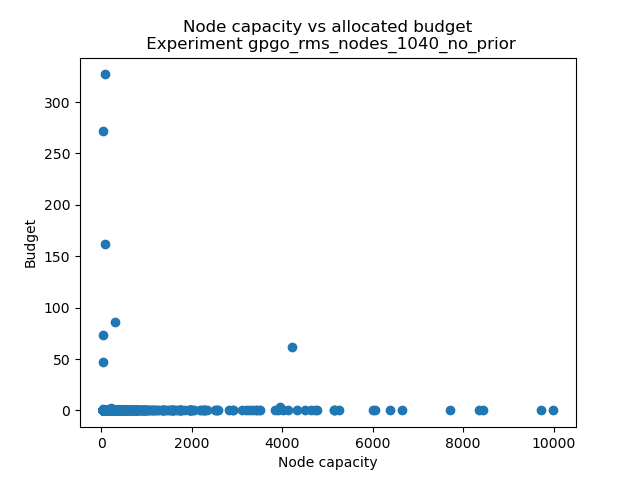 Node capacity vs allocated budget
Experiment gpgo_rms_nodes_1040_no_prior
300
250
200
150
100
50
0
Budget
0 2000 4000 6000 8000 10000
Node capacity